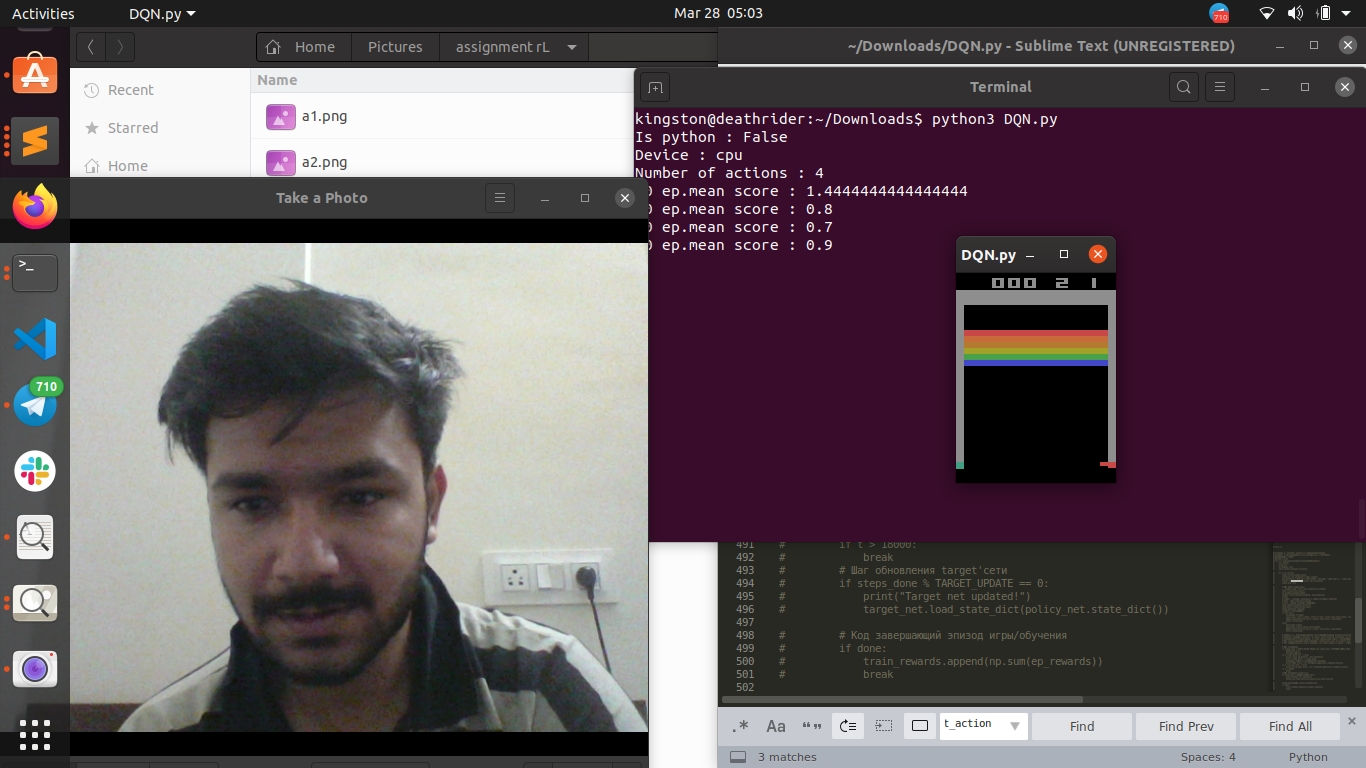 Activities
DQN.py
Mar 28 05:03
710
Home
Pictures
assignment rL
~/Downloads/DQN.py - Sublime Text (UNREGISTERED)
Name
Recent
Starred
Home
a1.png
a2.png
Terminal
kingston@deathrider:~/Downloads$ python3 DQN.py
Is python : False
Device : cpu
Number of actions : 4
0 ep.mean score : 1.4444444444444444
0 ep.mean score : 0.8
0 ep.mean score : 0.7
0 ep.mean score : 0.9
Take a Photo
DQN.py
000 2 1
>_
710
491 # if t > 18000:
492 # break
493 # # Шаг обновления target'сети
494 # if steps_done % TARGET_UPDATE == 0:
495 # print("Target net updated!")
496 # target_net.load_state_dict(policy_net.state_dict())
497
498 # # Код завершающий эпизод игры/обучения
499 # if done:
500 # train_rewards.append(np.sum(ep_rewards))
501 # break
502
.* Aa “” t_action Find Find Prev Find All
3 matches
Spaces: 4
Python